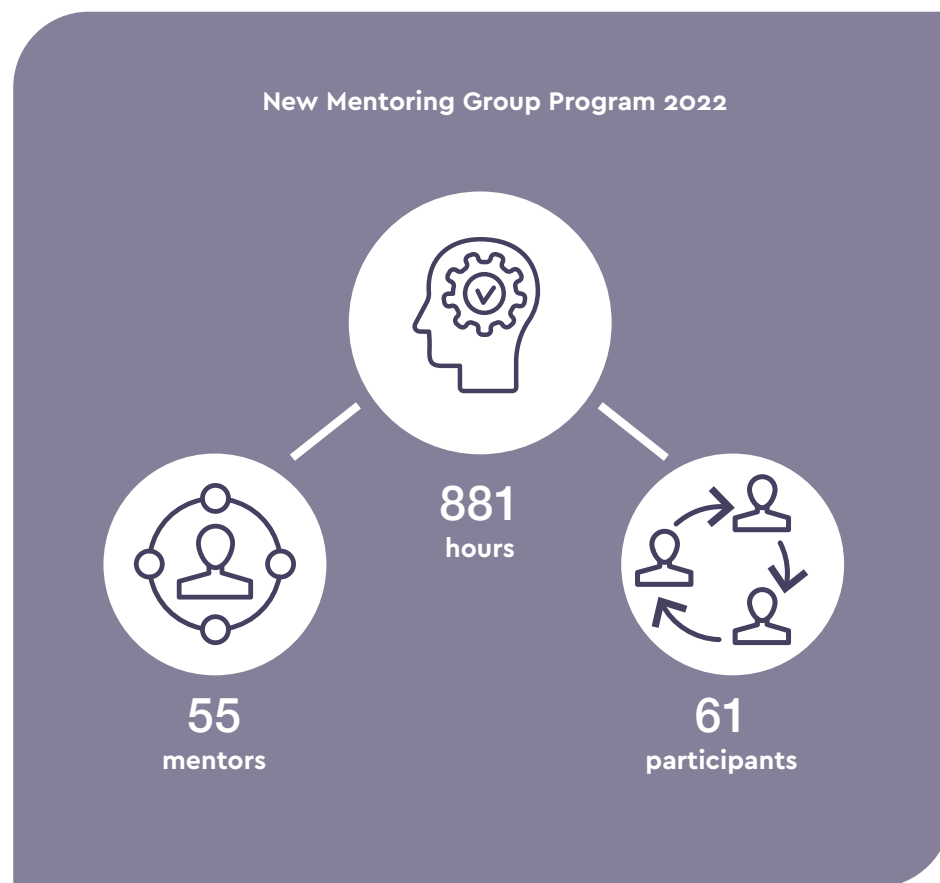 New Mentoring Group Program 2022
881
hours
55
mentors
61
participants